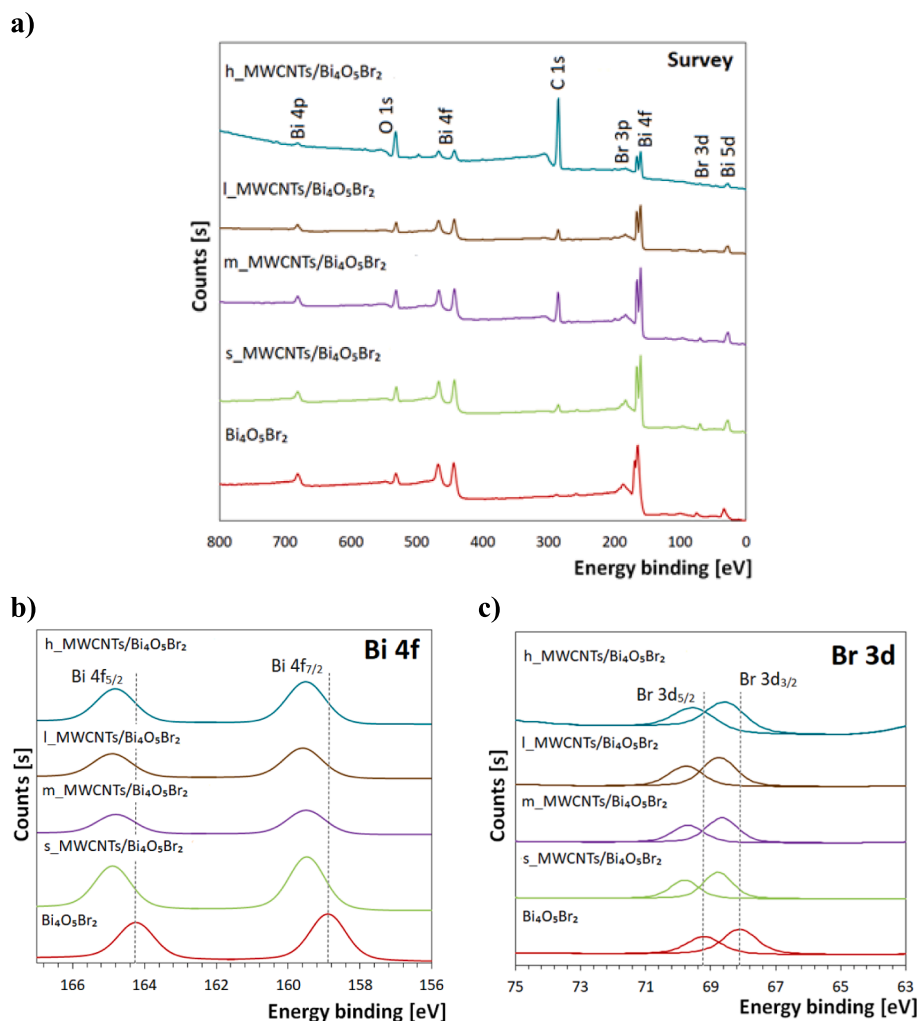 a)
Survey
h_MWCNTs/Bi₄O₅Br₂
Bi 4p
O 1s
Bi 4f
C 1s
Br 3p
Bi 4f
Br 3d
Bi 5d
l_MWCNTs/Bi₄O₅Br₂
m_MWCNTs/Bi₄O₅Br₂
s_MWCNTs/Bi₄O₅Br₂
Bi₄O₅Br₂
Counts [s]
800 700 600 500 400 300 200 100 0
Energy binding [eV]
b)
Bi 4f
h_MWCNTs/Bi₄O₅Br₂
Bi 4f₅/₂
Bi 4f₇/₂
l_MWCNTs/Bi₄O₅Br₂
m_MWCNTs/Bi₄O₅Br₂
s_MWCNTs/Bi₄O₅Br₂
Bi₄O₅Br₂
Counts [s]
166 164 162 160 158 156
Energy binding [eV]
c)
Br 3d
h_MWCNTs/Bi₄O₅Br₂
Br 3d₅/₂
Br 3d₃/₂
l_MWCNTs/Bi₄O₅Br₂
m_MWCNTs/Bi₄O₅Br₂
s_MWCNTs/Bi₄O₅Br₂
Bi₄O₅Br₂
Counts [s]
75 73 71 69 67 65 63
Energy binding [eV]